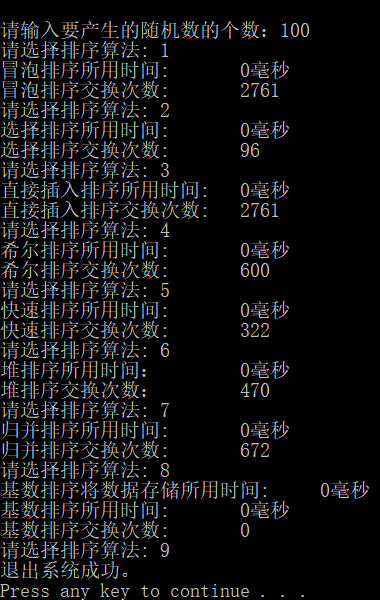 请输入要产生的随机数的个数：100
请选择排序算法: 1
冒泡排序所用时间: 0毫秒
冒泡排序交换次数: 2761
请选择排序算法: 2
选择排序所用时间: 0毫秒
选择排序交换次数: 96
请选择排序算法: 3
直接插入排序所用时间: 0毫秒
直接插入排序交换次数: 2761
请选择排序算法: 4
希尔排序所用时间: 0毫秒
希尔排序交换次数: 600
请选择排序算法: 5
快速排序所用时间: 0毫秒
快速排序交换次数: 322
请选择排序算法: 6
堆排序所用时间： 0毫秒
堆排序交换次数： 470
请选择排序算法: 7
归并排序所用时间: 0毫秒
归并排序交换次数: 672
请选择排序算法: 8
基数排序将数据存储所用时间: 0毫秒
基数排序所用时间: 0毫秒
基数排序交换次数: 0
请选择排序算法: 9
退出系统成功。
Press any key to continue . . .